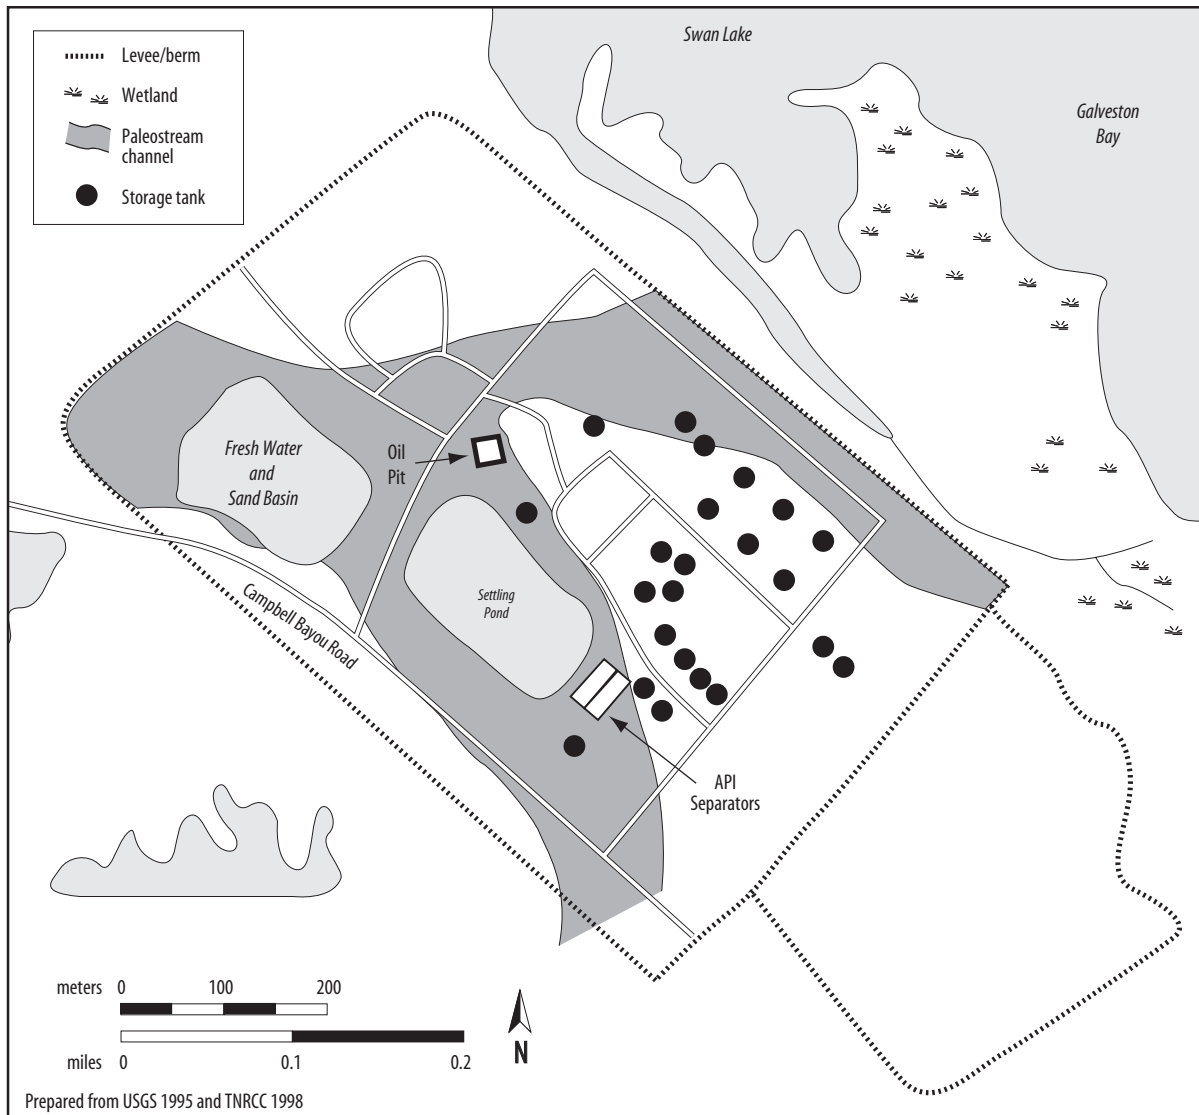 Levee/berm
Wetland
Paleostream
channel
Storage tank
Swan Lake
Galveston
Bay
Fresh Water
and
Sand Basin
Oil
Pit
Settling
Pond
Campbell Bayou Road
API
Separators
meters 0 100 200
miles 0 0.1 0.2
N
Prepared from USGS 1995 and TNRCC 1998